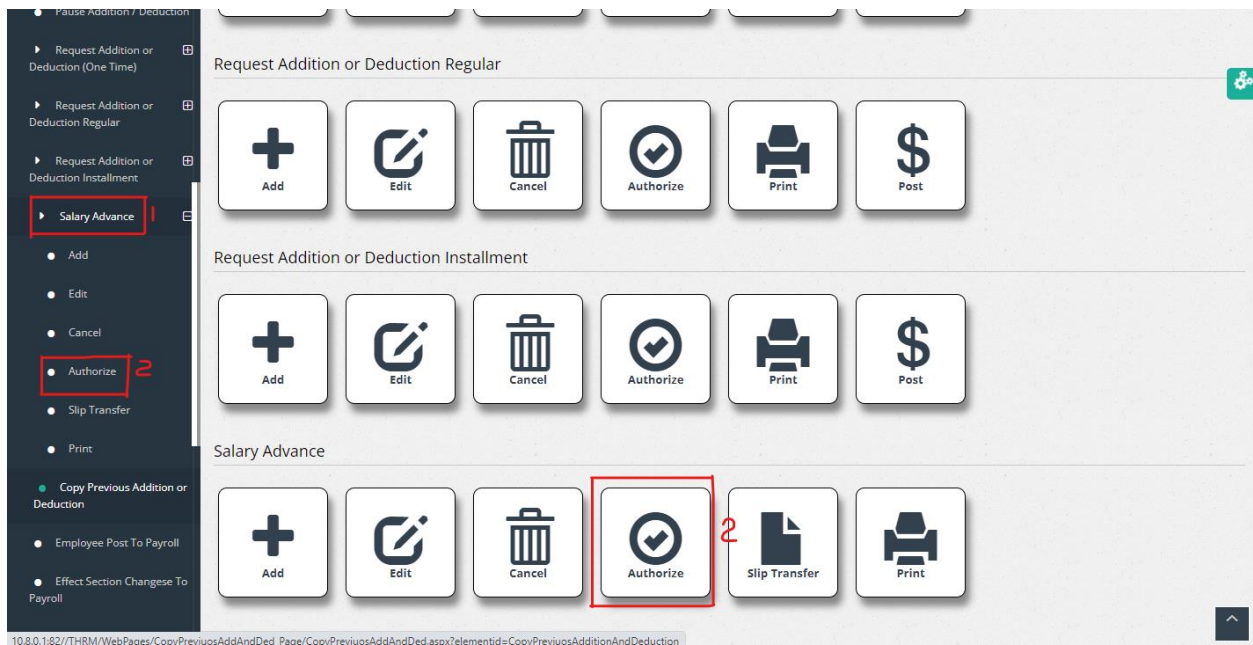 Pause Addition / Deduction
Request Addition or
Deduction (One Time)
Request Addition or
Deduction Regular
Request Addition or
Deduction Installment
Salary Advance 1
Add
Edit
Cancel
Authorize 2
Slip Transfer
Print
Copy Previous Addition or
Deduction
Employee Post To Payroll
Effect Section Changese To
Payroll
Request Addition or Deduction Regular
Add Edit Cancel Authorize Print Post
Request Addition or Deduction Installment
Add Edit Cancel Authorize Print Post
Salary Advance
2
Add Edit Cancel Authorize Slip Transfer Print
10.8.0.1:82//THRM/WebPages/CopyPreviuosAddAndDed_Page/CopyPreviuosAddAndDed.aspx?elementid=CopyPreviuosAdditionAndDeduction